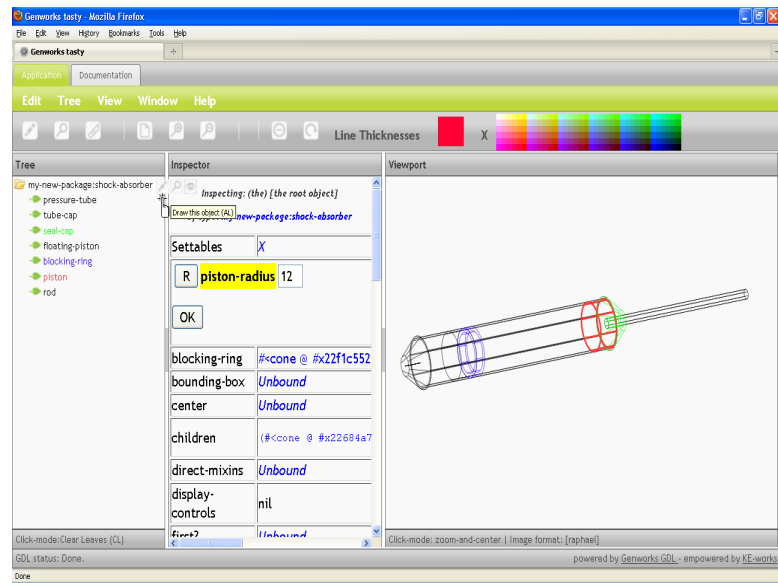 Genworks tasty - Mozilla Firefox
File Edit View History Bookmarks Tools Help
Genworks tasty
Application Documentation
Edit Tree View Window Help
Line Thicknesses X
Tree
my-new-package:shock-absorber
pressure-tube
tube-cap
seal-cap
floating-piston
blocking-ring
piston
rod
Click-mode:Clear Leaves (CL)
Inspector
Inspecting: (the) [the root object]
Draw this object (AL)
new-package:shock-absorber
Settables X
R piston-radius 12
OK
blocking-ring #<cone @ #x22f1c552
bounding-box Unbound
center Unbound
children (#<cone @ #x22684a7
direct-mixins Unbound
display-
controls nil
first? Unbound
Viewport
Click-mode: zoom-and-center | Image format: [raphael]
GDL status: Done.
powered by Genworks GDL - empowered by KE-works
Done